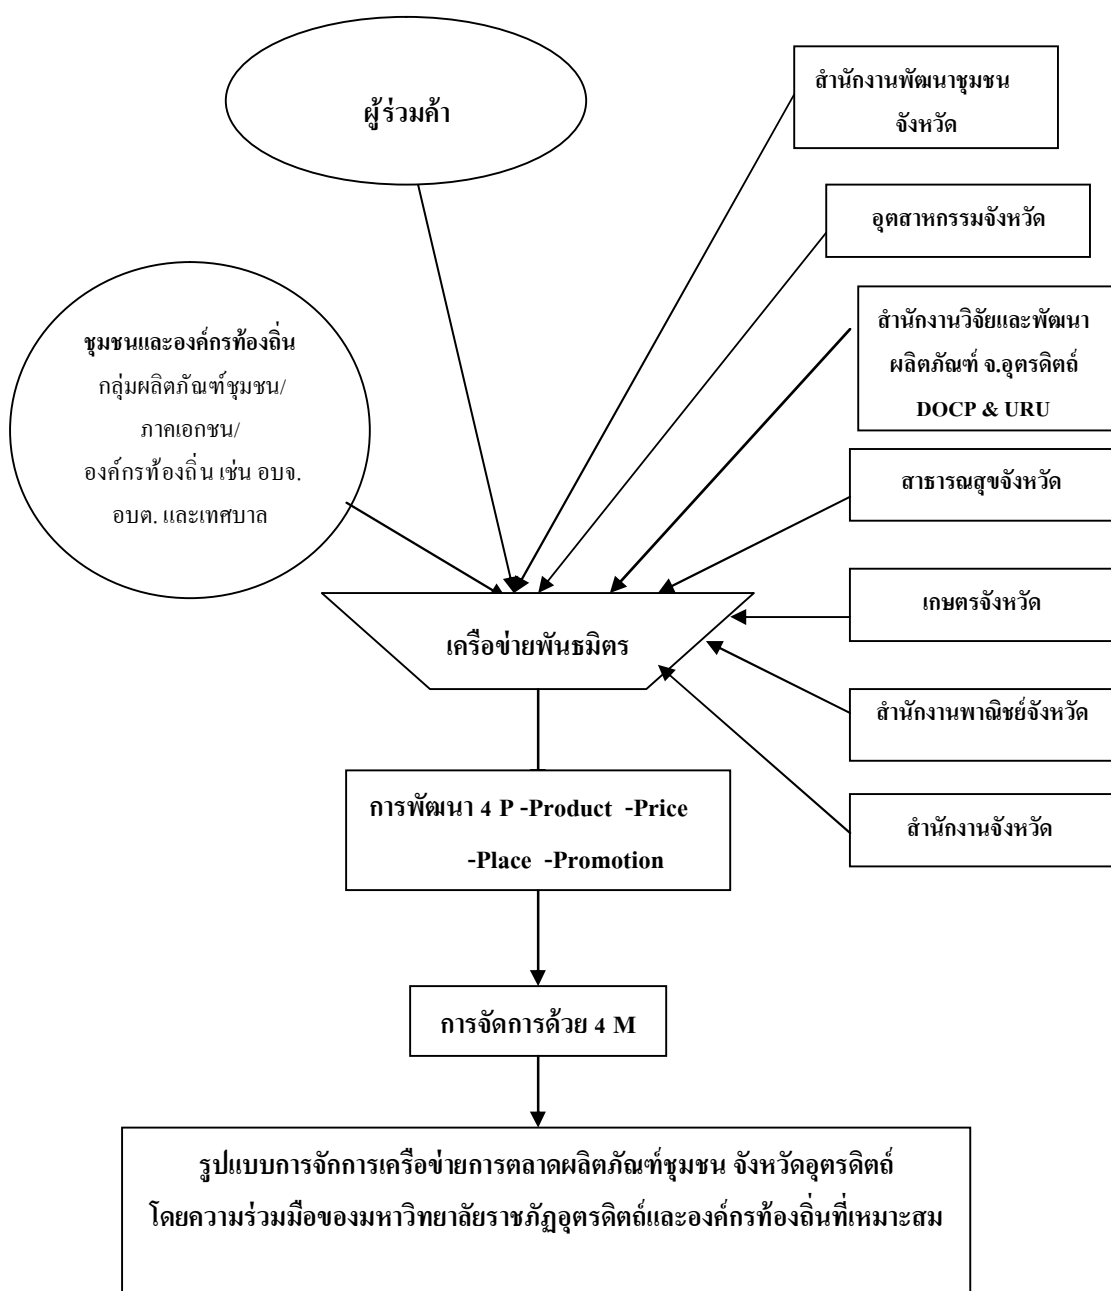 ผู้ร่วมค้า
สำนักงานพัฒนาชุมชน
จังหวัด
อุตสาหกรรมจังหวัด
สำนักงานวิจัยและพัฒนา
ผลิตภัณฑ์ จ.อุตรดิตถ์
DOCP & URU
ชุมชนและองค์กรท้องถิ่น
กลุ่มผลิตภัณฑ์ชุมชน/
ภาคเอกชน/
องค์กรท้องถิ่น เช่น อบจ.
อบต. และเทศบาล
สาธารณสุขจังหวัด
เกษตรจังหวัด
เครือข่ายพันธมิตร
สำนักงานพาณิชย์จังหวัด
สำนักงานจังหวัด
การพัฒนา 4 P -Product -Price
-Place -Promotion
การจัดการด้วย 4 M
รูปแบบการจักการเครือข่ายการตลาดผลิตภัณฑ์ชุมชน จังหวัดอุตรดิตถ์
โดยความร่วมมือของมหาวิทยาลัยราชภัฏอุตรดิตถ์และองค์กรท้องถิ่นที่เหมาะสม